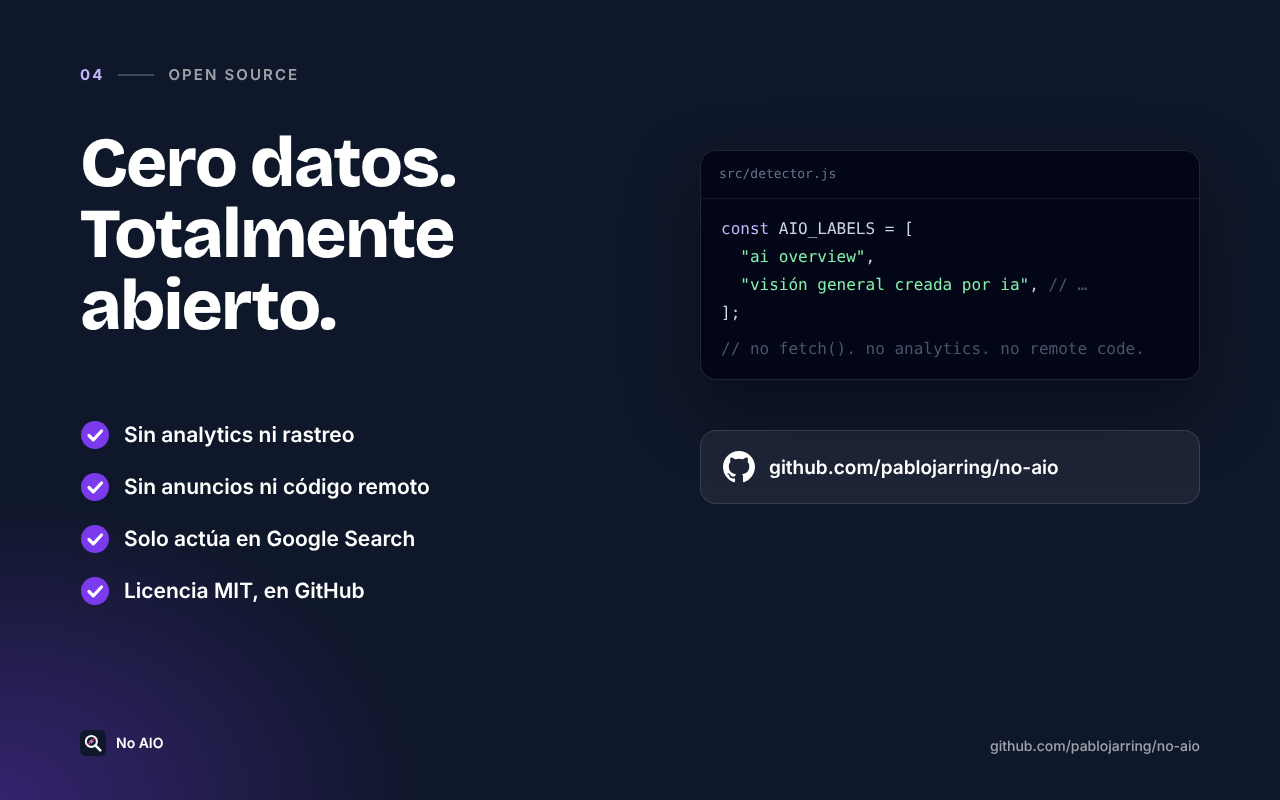 04 OPEN SOURCE
Cero datos.
Totalmente
abierto.
Sin analytics ni rastreo
Sin anuncios ni código remoto
Solo actúa en Google Search
Licencia MIT, en GitHub
src/detector.js
const AIO_LABELS = [
  "ai overview",
  "visión general creada por ia", // …
];
// no fetch(). no analytics. no remote code.
github.com/pablojarring/no-aio
No AIO
github.com/pablojarring/no-aio